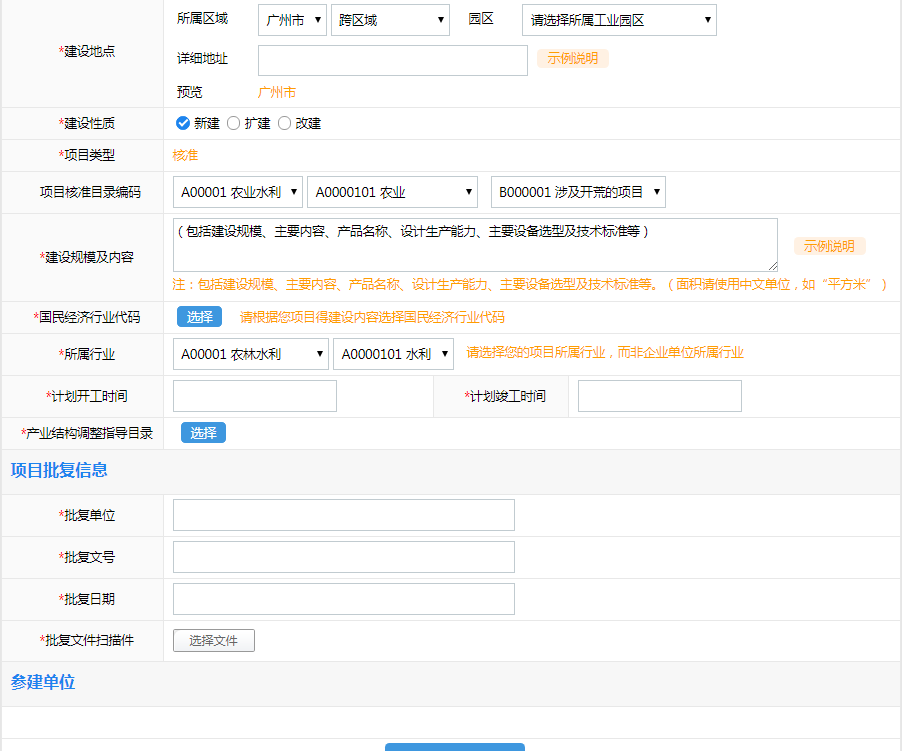 所属区域 广州市 跨区域 园区 请选择所属工业园区
*建设地点
详细地址 示例说明
预览 广州市
*建设性质 新建 扩建 改建
*项目类型 核准
项目核准目录编码 A00001 农业水利 A0000101 农业 B000001 涉及开荒的项目
*建设规模及内容 (包括建设规模、主要内容、产品名称、设计生产能力、主要设备选型及技术标准等) 示例说明
注：包括建设规模、主要内容、产品名称、设计生产能力、主要设备选型及技术标准等。(面积请使用中文单位，如“平方米”)
*国民经济行业代码 选择 请根据您项目得建设内容选择国民经济行业代码
*所属行业 A00001 农林水利 A0000101 水利 请选择您的项目所属行业，而非企业单位所属行业
*计划开工时间 *计划竣工时间
*产业结构调整指导目录 选择
项目批复信息
*批复单位
*批复文号
*批复日期
*批复文件扫描件 选择文件
参建单位